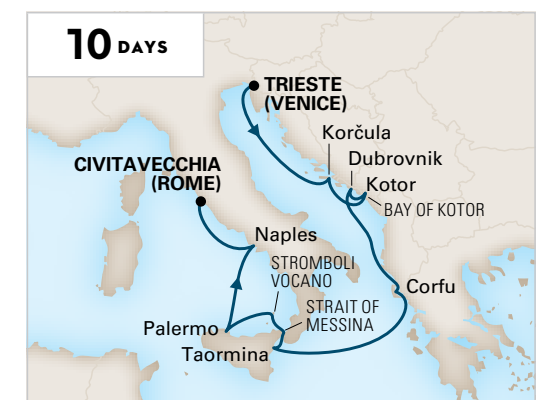 10 DAYS
TRIESTE
(VENICE)
Korčula
Dubrovnik
Kotor
BAY OF KOTOR
CIVITAVECCHIA
(ROME)
Naples
STROMBOLI
VOCANO
STRAIT OF
MESSINA
Corfu
Palermo
Taormina